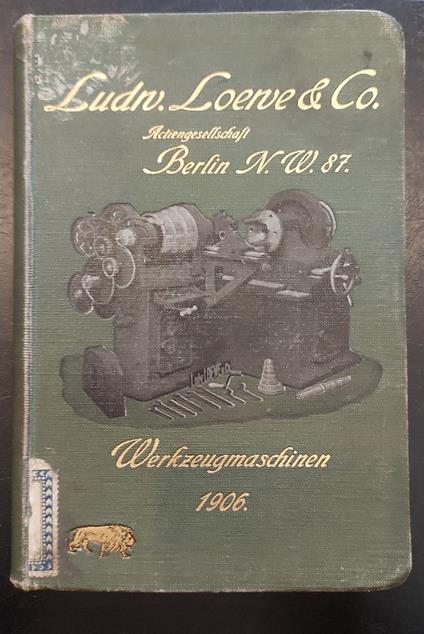 Ludw. Loewe & Co.
Actiengesellschaft
Berlin N.W. 87.
Werkzeugmaschinen
1906.